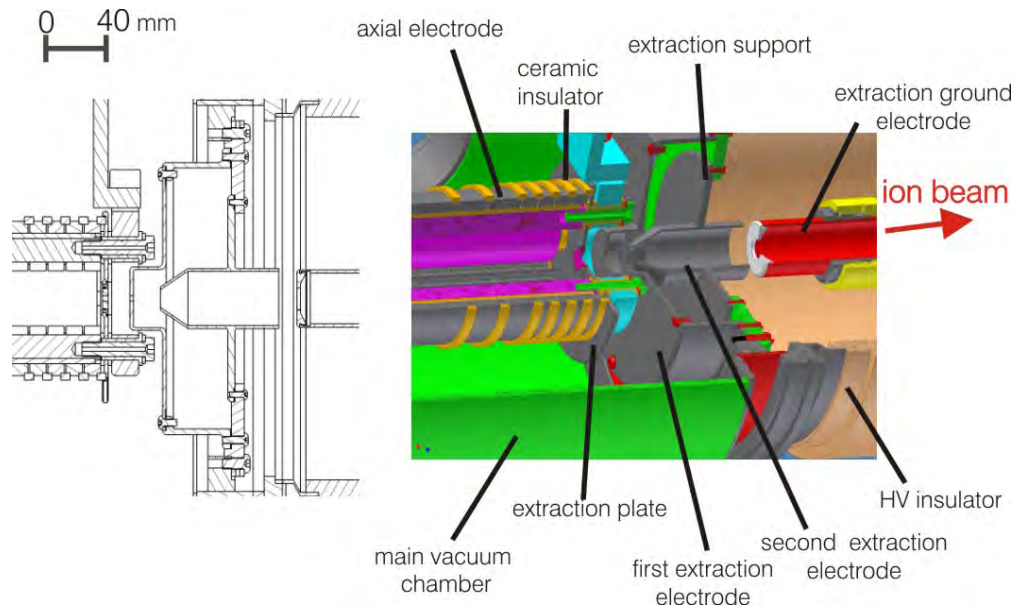 0 40 mm
axial electrode
ceramic
insulator
extraction support
extraction ground
electrode
ion beam
extraction plate
main vacuum
chamber
first extraction
electrode
second extraction
electrode
HV insulator